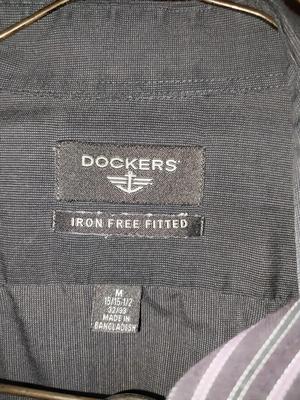 DOCKERS
IRON FREE FITTED
M
15/15-1/2
32/33
MADE IN
BANGLADESH